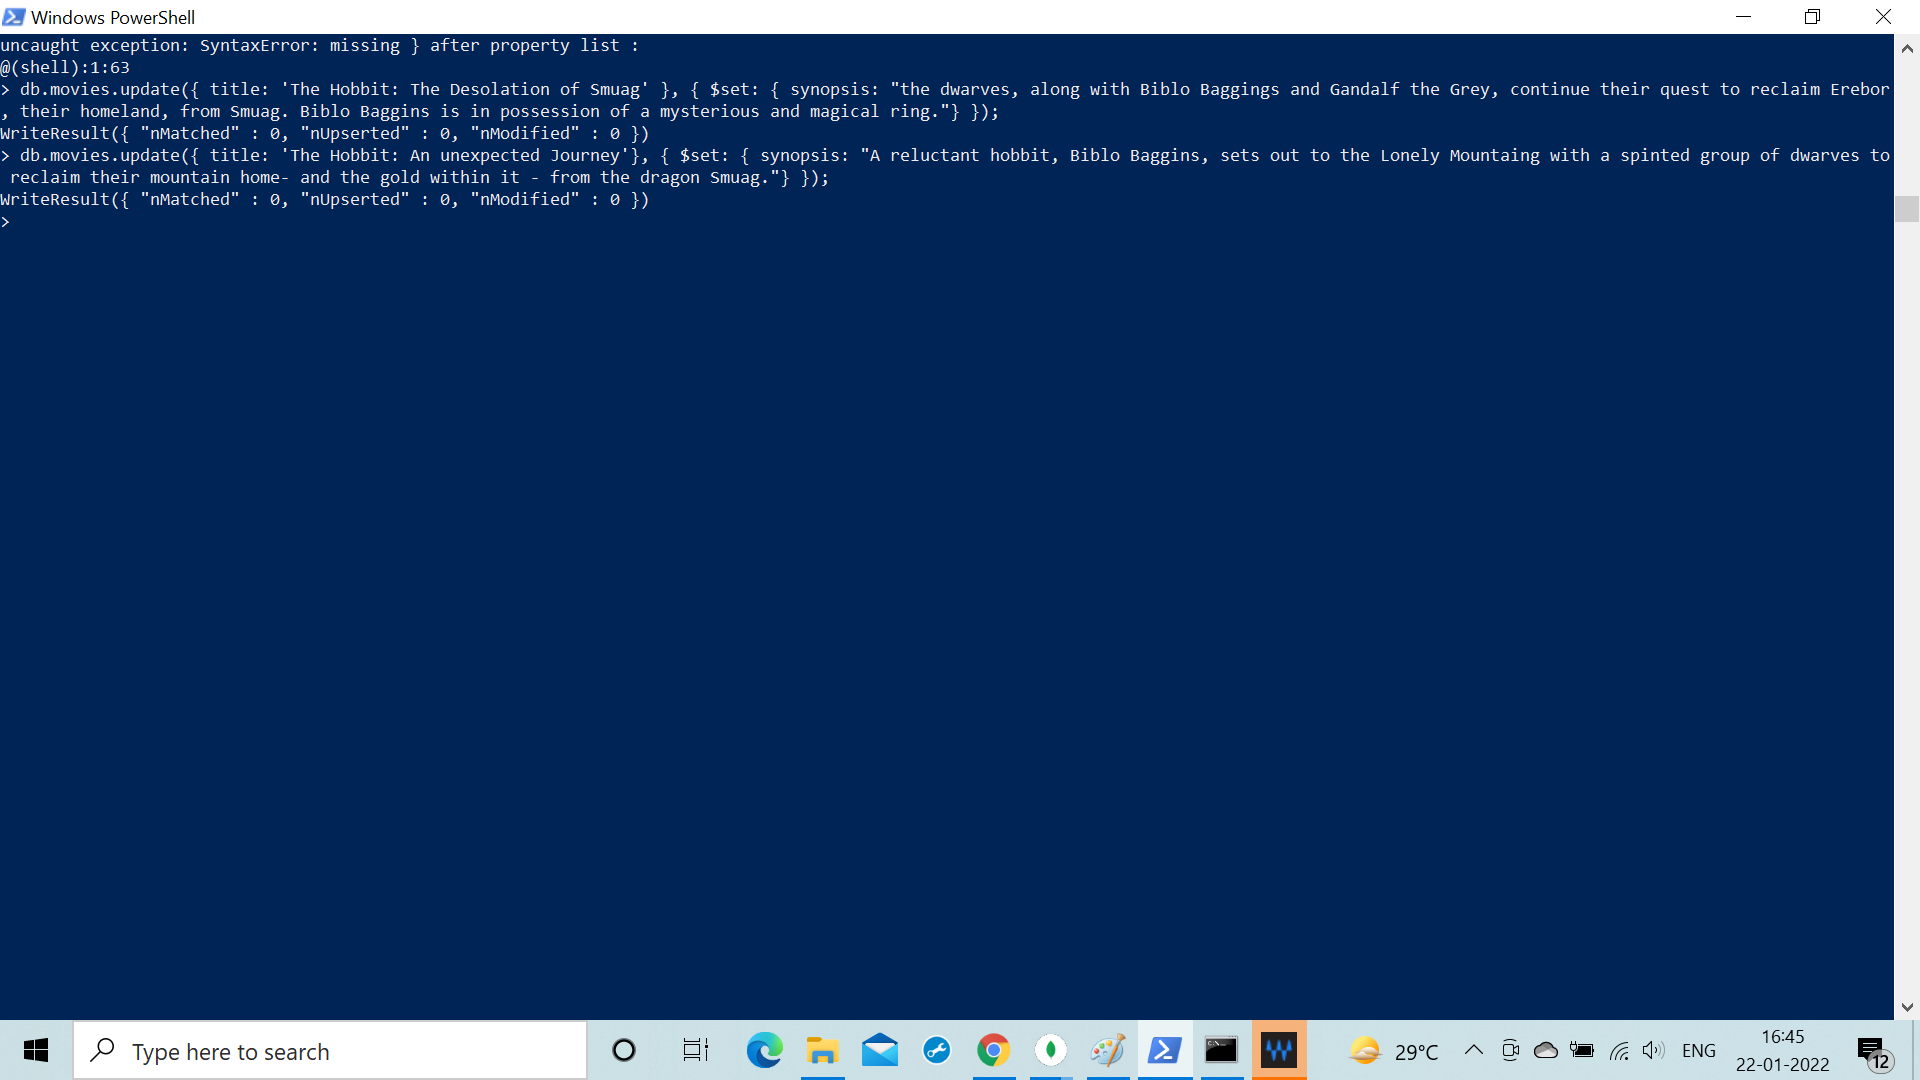 Windows PowerShell
uncaught exception: SyntaxError: missing } after property list :
@(shell):1:63
> db.movies.update({ title: 'The Hobbit: The Desolation of Smuag' }, { $set: { synopsis: "the dwarves, along with Biblo Baggings and Gandalf the Grey, continue their quest to reclaim Erebor
, their homeland, from Smuag. Biblo Baggins is in possession of a mysterious and magical ring."} });
WriteResult({ "nMatched" : 0, "nUpserted" : 0, "nModified" : 0 })
> db.movies.update({ title: 'The Hobbit: An unexpected Journey'}, { $set: { synopsis: "A reluctant hobbit, Biblo Baggins, sets out to the Lonely Mountaing with a spinted group of dwarves to
reclaim their mountain home- and the gold within it - from the dragon Smuag."} });
WriteResult({ "nMatched" : 0, "nUpserted" : 0, "nModified" : 0 })
>
Type here to search
29°C
ENG
16:45
22-01-2022
12